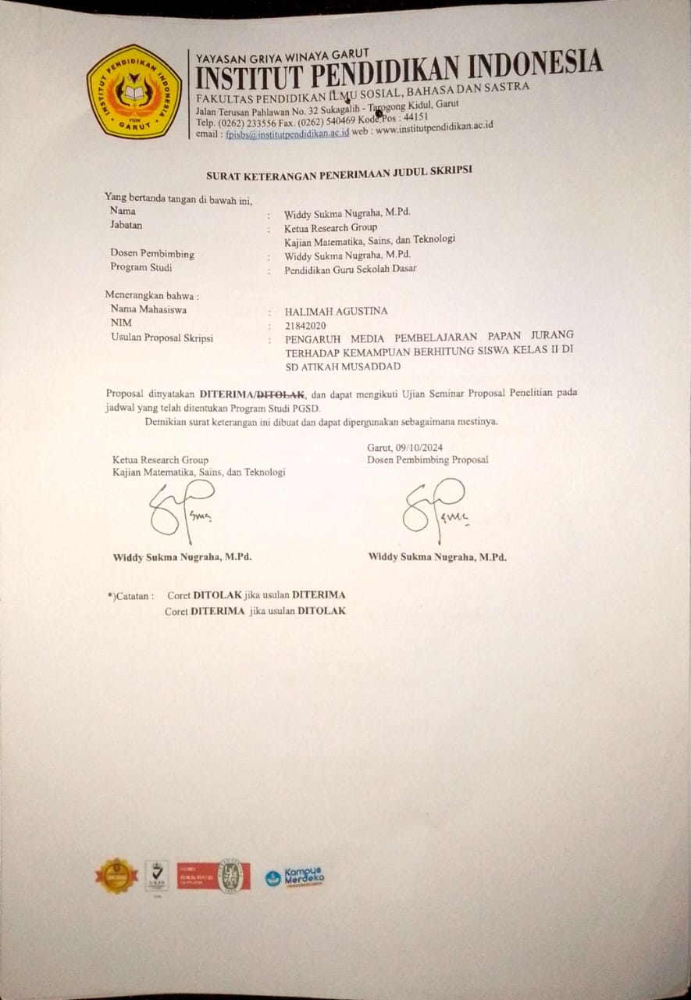 INSTITUT PENDIDIKAN INDONESIA
YGW
GARUT
YAYASAN GRIYA WINAYA GARUT
INSTITUT PENDIDIKAN INDONESIA
FAKULTAS PENDIDIKAN ILMU SOSIAL, BAHASA DAN SASTRA
Jalan Terusan Pahlawan No. 32 Sukagalih - Tarogong Kidul, Garut
Telp. (0262) 233556 Fax. (0262) 540469 Kode Pos : 44151
email : fpisbs@institutpendidikan.ac.id web : www.institutpendidikan.ac.id
SURAT KETERANGAN PENERIMAAN JUDUL SKRIPSI
Yang bertanda tangan di bawah ini,
Nama : Widdy Sukma Nugraha, M.Pd.
Jabatan : Ketua Research Group
Kajian Matematika, Sains, dan Teknologi
Dosen Pembimbing : Widdy Sukma Nugraha, M.Pd.
Program Studi : Pendidikan Guru Sekolah Dasar
Menerangkan bahwa :
Nama Mahasiswa : HALIMAH AGUSTINA
NIM : 21842020
Usulan Proposal Skripsi : PENGARUH MEDIA PEMBELAJARAN PAPAN JURANG
TERHADAP KEMAMPUAN BERHITUNG SISWA KELAS II DI
SD ATIKAH MUSADDAD
Proposal dinyatakan DITERIMA/DITOLAK, dan dapat mengikuti Ujian Seminar Proposal Penelitian pada
jadwal yang telah ditentukan Program Studi PGSD.
Demikian surat keterangan ini dibuat dan dapat dipergunakan sebagaimana mestinya.
Garut, 09/10/2024
Ketua Research Group
Kajian Matematika, Sains, dan Teknologi
Dosen Pembimbing Proposal
Widdy Sukma Nugraha, M.Pd.
Widdy Sukma Nugraha, M.Pd.
*)Catatan : Coret DITOLAK jika usulan DITERIMA
Coret DITERIMA jika usulan DITOLAK
UKAS
Kampus
Merdeka